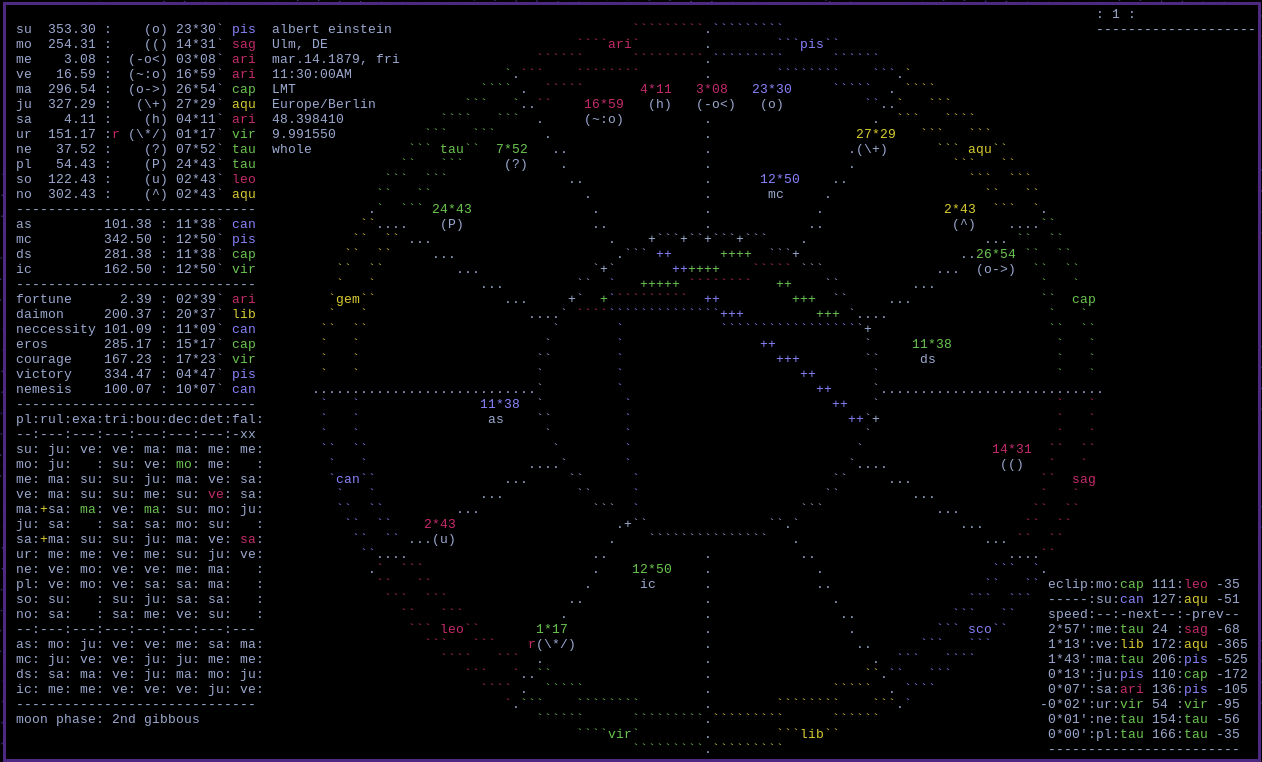 su  353.30 :    (o) 23*30` pis  albert einstein
mo  254.31 :    (() 14*31` sag  Ulm, DE
me    3.08 :  (-o<) 03*08` ari  mar.14.1879, fri
ve   16.59 :  (~:o) 16*59` ari  11:30:00AM
ma  296.54 :  (o->) 26*54` cap  LMT
ju  327.29 :   (\+) 27*29` aqu  Europe/Berlin
sa    4.11 :    (h) 04*11` ari  48.398410
ur  151.17 :r (\*/) 01*17` vir  9.991550
ne   37.52 :    (?) 07*52` tau  whole
pl   54.43 :    (P) 24*43` tau
so  122.43 :    (u) 02*43` leo
no  302.43 :    (^) 02*43` aqu
------------------------------
as         101.38 : 11*38` can
mc         342.50 : 12*50` pis
ds         281.38 : 11*38` cap
ic         162.50 : 12*50` vir
------------------------------
fortune      2.39 : 02*39` ari
daimon     200.37 : 20*37` lib
neccessity 101.09 : 11*09` can
eros       285.17 : 15*17` cap
courage    167.23 : 17*23` vir
victory    334.47 : 04*47` pis
nemesis    100.07 : 10*07` can
------------------------------
pl:rul:exa:tri:bou:dec:det:fal:
--:---:---:---:---:---:---:-xx
su: ju: ve: ve: ma: ma: me: me:
mo: ju:   : su: ve: mo: me:   :
me: ma: su: su: ju: ma: ve: sa:
ve: ma: su: su: me: su: ve: sa:
ma:+sa: ma: ve: ma: su: mo: ju:
ju: sa:   : sa: sa: mo: su:   :
sa:+ma: su: su: ju: ma: ve: sa:
ur: me: me: ve: me: su: ju: ve:
ne: ve: mo: ve: ve: me: ma:   :
pl: ve: mo: ve: sa: sa: ma:   :
so: su:   : su: ju: sa: sa:   :
no: sa:   : sa: me: ve: su:   :
--:---:---:---:---:---:---:---
as: mo: ju: ve: ve: me: sa: ma:
mc: ju: ve: ve: ju: ju: me: me:
ds: sa: ma: ve: ju: ma: mo: ju:
ic: me: me: ve: ve: ve: ju: ve:
------------------------------
moon phase: 2nd gibbous
: 1 :
--------------------
ari
pis
4*11 3*08 23*30
16*59 (h) (-o<) (o)
(~:o)
27*29
tau 7*52 (\+) aqu
(?)
12*50
mc
24*43 2*43
(P) (^)
26*54
(o->)
gem cap
11*38
ds
11*38
as
14*31
(()
can sag
2*43
(u)
12*50
ic
leo 1*17 sco
r(\*/)
vir lib
eclip:mo:cap 111:leo -35
-----:su:can 127:aqu -51
speed:--:-next--:-prev--
2*57':me:tau 24 :sag -68
1*13':ve:lib 172:aqu -365
1*43':ma:tau 206:pis -525
0*13':ju:pis 110:cap -172
0*07':sa:ari 136:pis -105
-0*02':ur:vir 54 :vir -95
0*01':ne:tau 154:tau -56
0*00':pl:tau 166:tau -35
------------------------